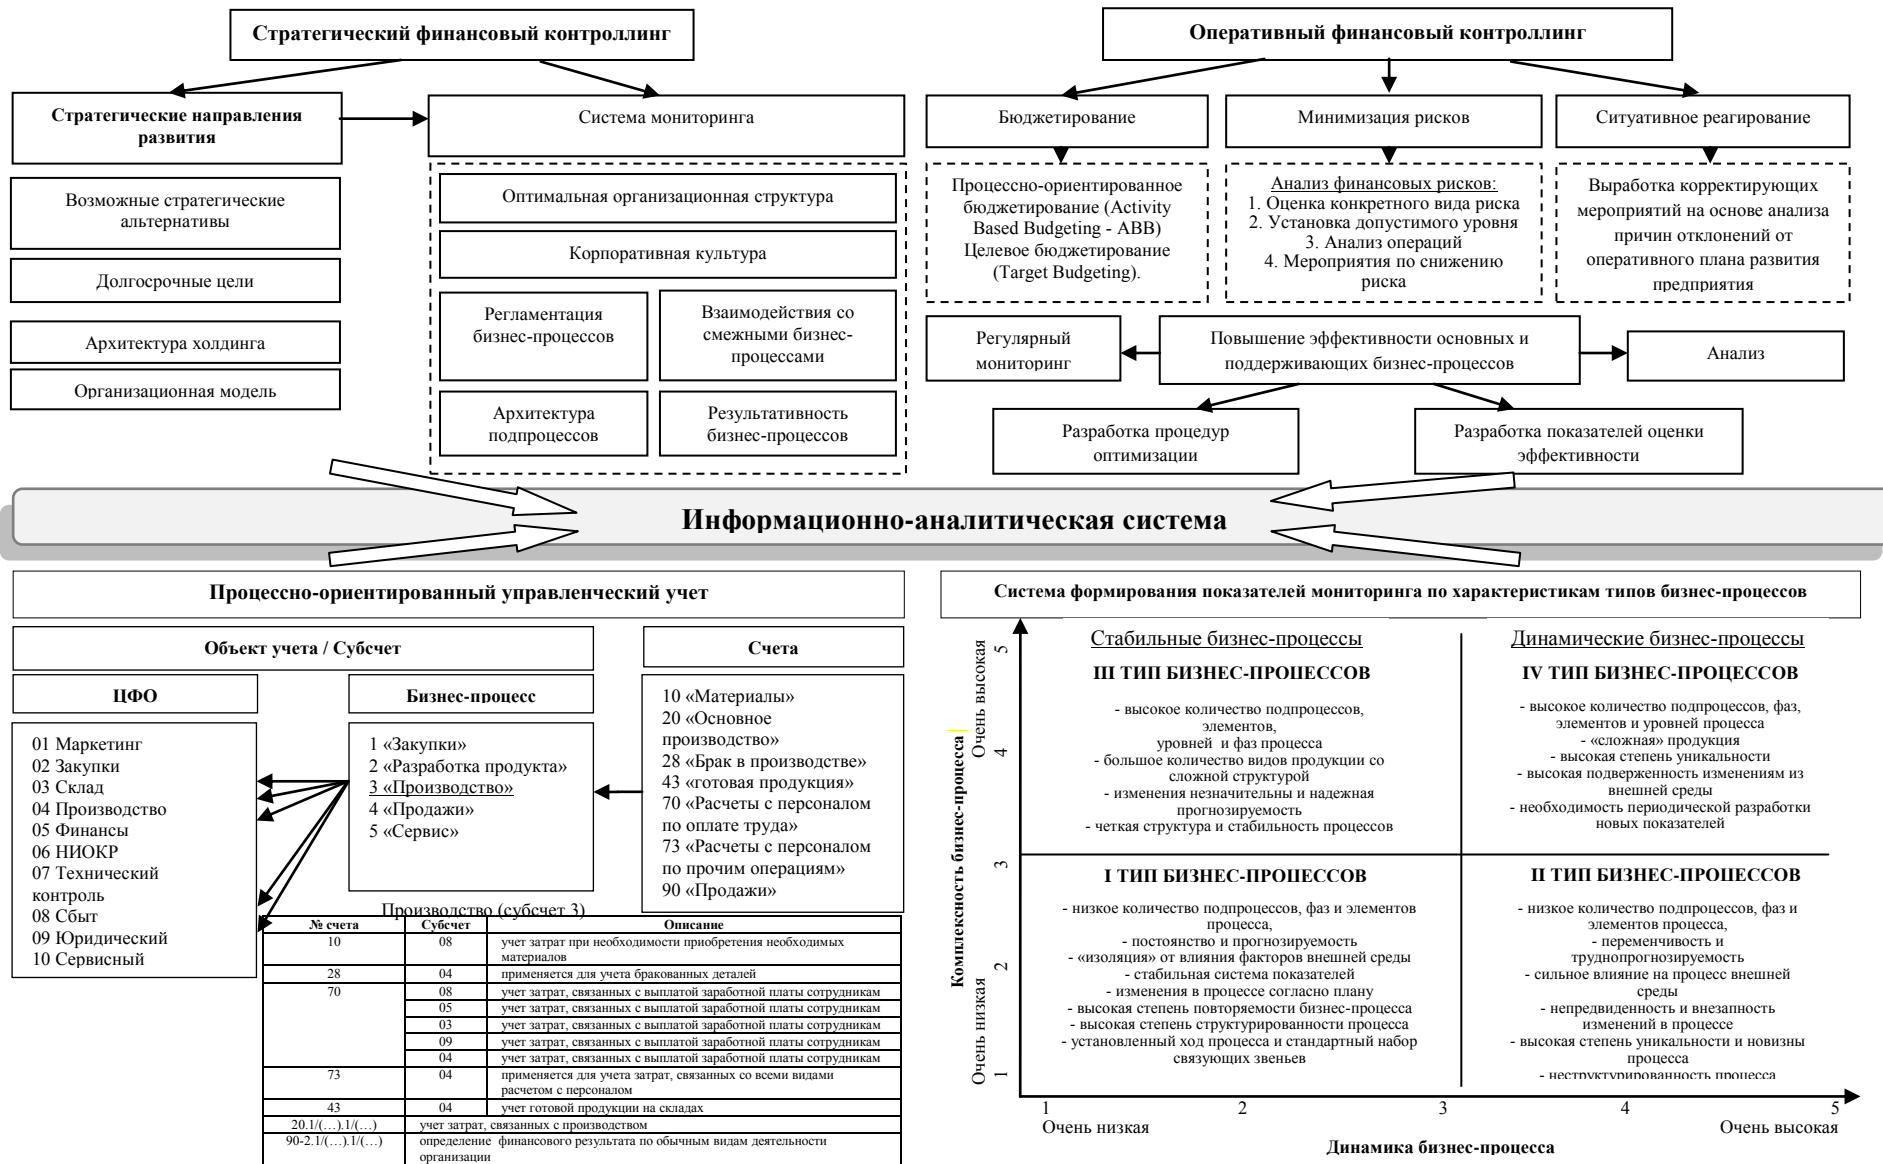 Стратегический финансовый контроллинг
Стратегические направления
развития
Система мониторинга
Возможные стратегические
альтернативы
Долгосрочные цели
Архитектура холдинга
Организационная модель
Оптимальная организационная структура
Корпоративная культура
Регламентация
бизнес-процессов
Взаимодействия со
смежными бизнес-
процессами
Архитектура
подпроцессов
Результативность
бизнес-процессов
Оперативный финансовый контроллинг
Бюджетирование
Минимизация рисков
Ситуативное реагирование
Процессно-ориентированное
бюджетирование (Activity
Based Budgeting - ABB)
Целевое бюджетирование
(Target Budgeting).
Анализ финансовых рисков:
1. Оценка конкретного вида риска
2. Установка допустимого уровня
3. Анализ операций
4. Мероприятия по снижению
риска
Выработка корректирующих
мероприятий на основе анализа
причин отклонений от
оперативного плана развития
предприятия
Регулярный
мониторинг
Повышение эффективности основных и
поддерживающих бизнес-процессов
Анализ
Разработка процедур
оптимизации
Разработка показателей оценки
эффективности
Информационно-аналитическая система
Процессно-ориентированный управленческий учет
Объект учета / Субсчет
Счета
ЦФО
Бизнес-процесс
01 Маркетинг
02 Закупки
03 Склад
04 Производство
05 Финансы
06 НИОКР
07 Технический
контроль
08 Сбыт
09 Юридический
10 Сервисный
1 «Закупки»
2 «Разработка продукта»
3 «Производство»
4 «Продажи»
5 «Сервис»
10 «Материалы»
20 «Основное
производство»
28 «Брак в производстве»
43 «готовая продукция»
70 «Расчеты с персоналом
по оплате труда»
73 «Расчеты с персоналом
по прочим операциям»
90 «Продажи»
Производство (субсчет 3)
№ счета Субсчет Описание
10 08 учет затрат при необходимости приобретения необходимых
материалов
28 04 применяется для учета бракованных деталей
70 08 учет затрат, связанных с выплатой заработной платы сотрудникам
05 учет затрат, связанных с выплатой заработной платы сотрудникам
03 учет затрат, связанных с выплатой заработной платы сотрудникам
09 учет затрат, связанных с выплатой заработной платы сотрудникам
04 учет затрат, связанных с выплатой заработной платы сотрудникам
73 04 применяется для учета затрат, связанных со всеми видами
расчетом с персоналом
43 04 учет готовой продукции на складах
20.1/(…).1/(…) учет затрат, связанных с производством
90-2.1/(…).1/(…) определение финансового результата по обычным видам деятельности
организации
Система формирования показателей мониторинга по характеристикам типов бизнес-процессов
Стабильные бизнес-процессы
III ТИП БИЗНЕС-ПРОЦЕССОВ
- высокое количество подпроцессов,
элементов,
уровней и фаз процесса
- большое количество видов продукции со
сложной структурой
- изменения незначительны и надежная
прогнозируемость
- четкая структура и стабильность процессов
Динамические бизнес-процессы
IV ТИП БИЗНЕС-ПРОЦЕССОВ
- высокое количество подпроцессов, фаз,
элементов и уровней процесса
- «сложная» продукция
- высокая степень уникальности
- высокая подверженность изменениям из
внешней среды
- необходимость периодической разработки
новых показателей
I ТИП БИЗНЕС-ПРОЦЕССОВ
- низкое количество подпроцессов, фаз и элементов
процесса,
- постоянство и прогнозируемость
- «изоляция» от влияния факторов внешней среды
- стабильная система показателей
- изменения в процессе согласно плану
- высокая степень повторяемости бизнес-процесса
- высокая степень структурированности процесса
- установленный ход процесса и стандартный набор
связующих звеньев
II ТИП БИЗНЕС-ПРОЦЕССОВ
- низкое количество подпроцессов, фаз и
элементов процесса,
- переменчивость и
труднопрогнозируемость
- сильное влияние на процесс внешней
среды
- непредвиденность и внезапность
изменений в процессе
- высокая степень уникальности и новизны
процесса
- неструктурированность процесса
Комплексность бизнес-процесса
Очень низкая Очень высокая
1 2 3 4 5
1 2 3 4 5
Очень низкая Очень высокая
Динамика бизнес-процесса